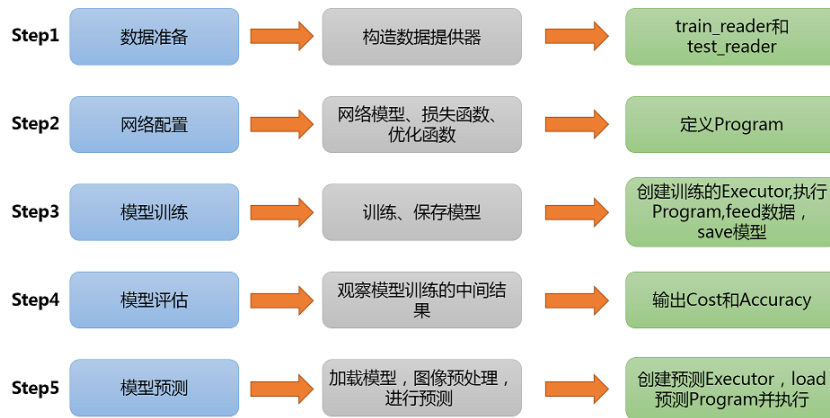 Step1
数据准备
构造数据提供器
train_reader和
test_reader
Step2
网络配置
网络模型、损失函数、
优化函数
定义Program
Step3
模型训练
训练、保存模型
创建训练的Executor,执行
Program,feed数据，
save模型
Step4
模型评估
观察模型训练的中间结
果
输出Cost和Accuracy
Step5
模型预测
加载模型，图像预处理，
进行预测
创建预测Executor，load
预测Program并执行